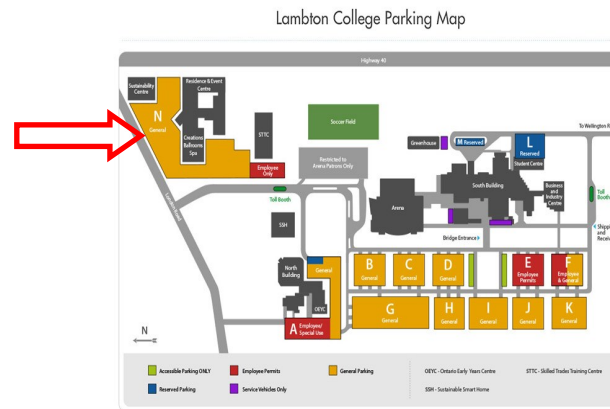 Lambton College Parking Map
Highway 40
Sustainability
Centre
Residence & Event
Centre
N
General
Creations
Ballrooms
Spa
STTC
Soccer Field
Employee
Only
Restricted to
Arena Patrons Only
Greenhouse
M Reserved
L
Reserved
Student Centre
To Wellington
South Building
Business
and
Industry
Centre
Toll
Booth
Toll Booth
Arena
SSH
Bridge Entrance
and
North
Building
General
OEYC
A Employee/
Special Use
B
General
C
General
D
General
E
Employee
Permits
F
Employee
& General
G
General
H
General
I
General
J
General
K
General
N
Accessible Parking ONLY
Employee Permits
General Parking
OEYC - Ontario Early Years Centre
STTC - Skilled Trades Training Centre
Reserved Parking
Service Vehicles Only
SSH - Sustainable Smart Home